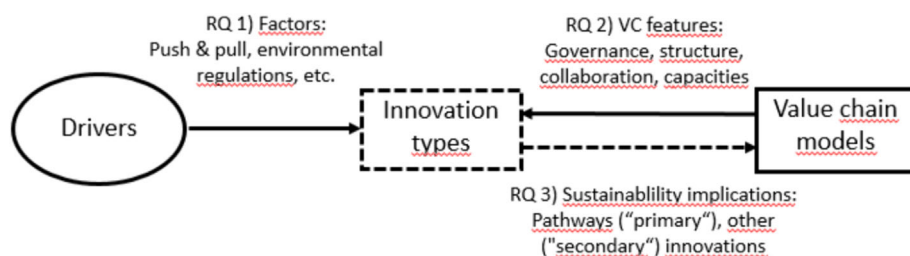 RQ 1) Factors:
Push & pull, environmental
regulations, etc.
RQ 2) VC features:
Governance, structure,
collaboration, capacities
Drivers
Innovation
types
Value chain
models
RQ 3) Sustainablility implications:
Pathways (“primary“), other
("secondary“) innovations